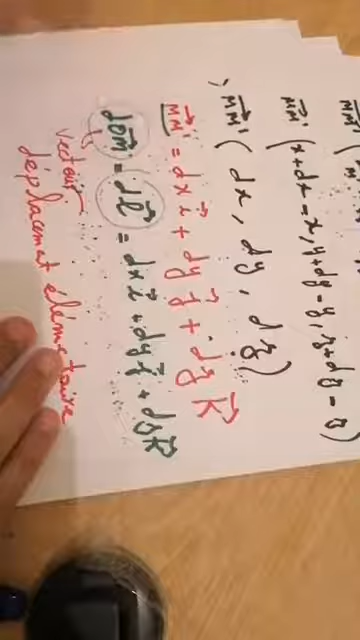 MM'(
MM' (x+dx-x, y+dy-y, z+dz-z)
MM' (dx, dy, dz)
MM' = dx i + dy j + dz k
dOM = dl = dx i + dy j + dz k
vecteur
déplacement élémentaire